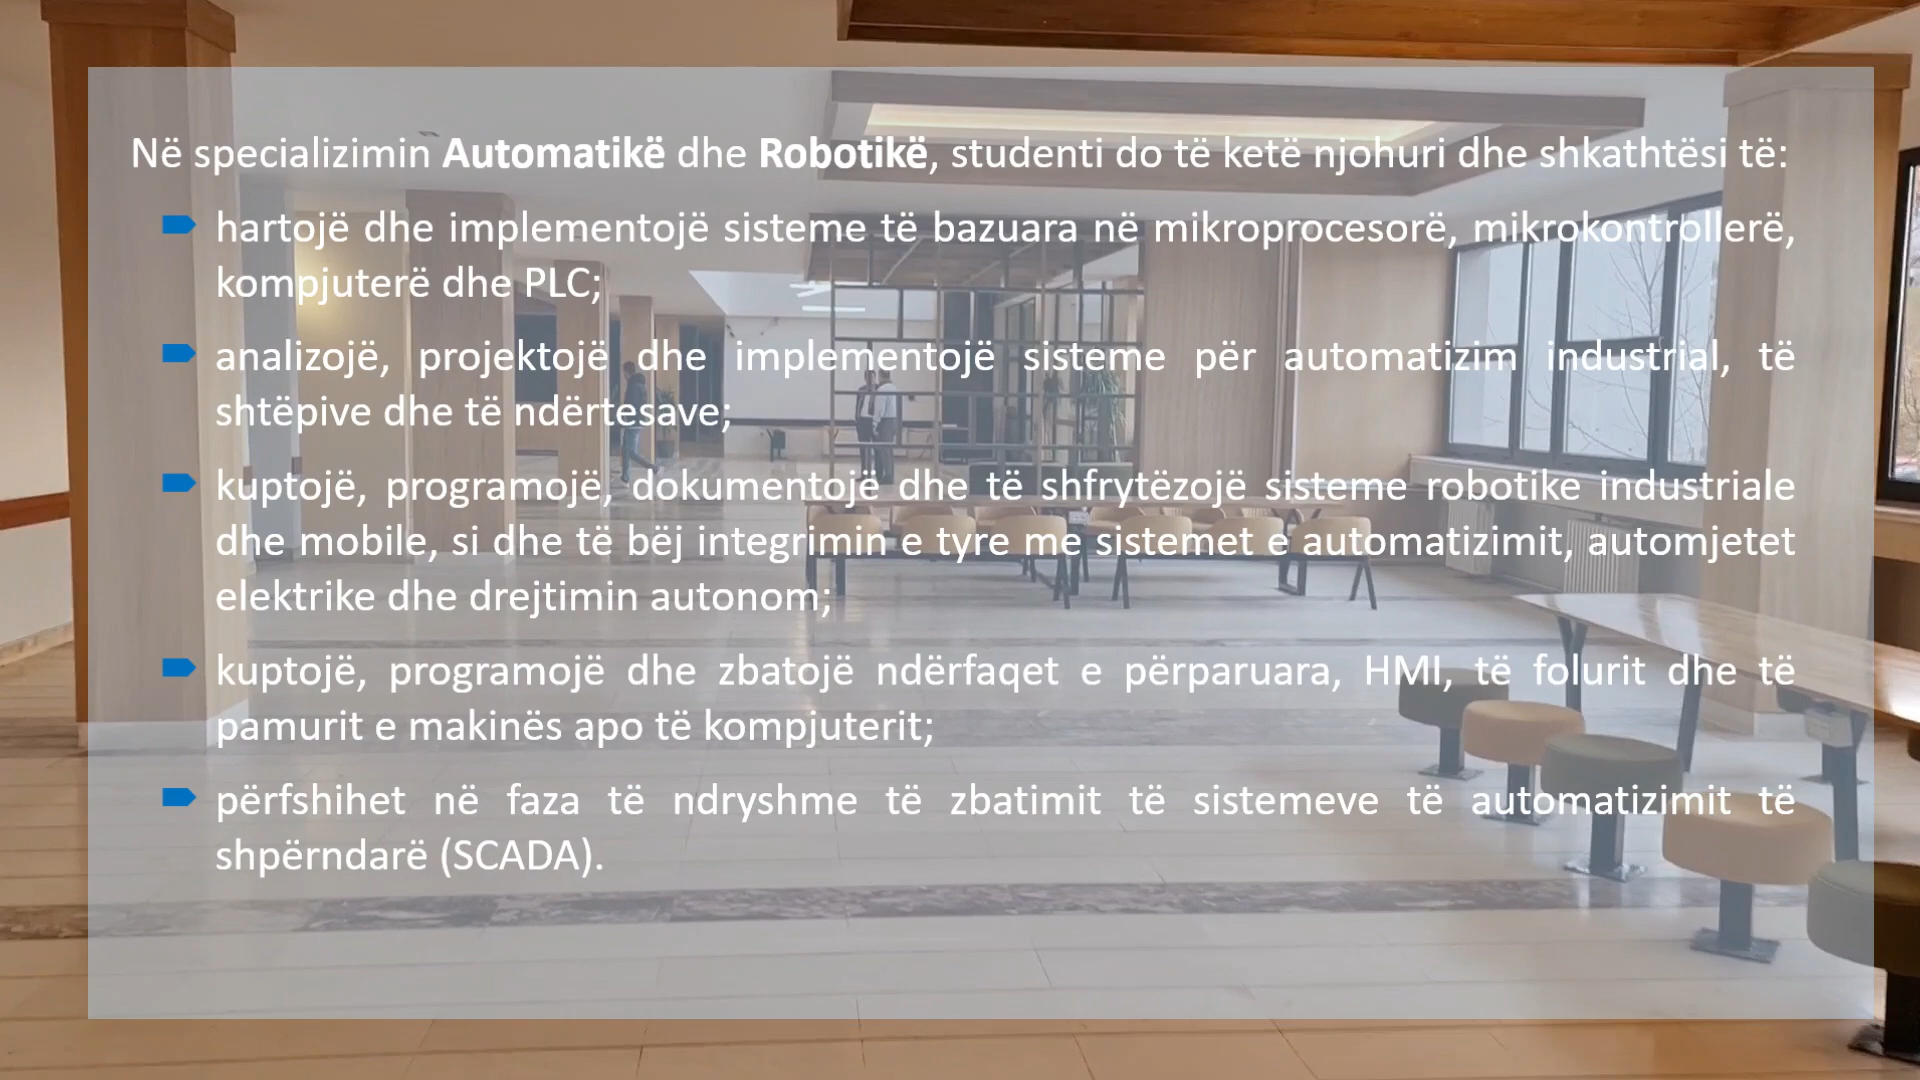 Në specializimin Automatikë dhe Robotikë, studenti do të ketë njohuri dhe shkathtësi të:
hartojë dhe implementojë sisteme të bazuara në mikroprocesorë, mikrokontrollerë,
kompjuterë dhe PLC;
analizojë, projektojë dhe implementojë sisteme për automatizim industrial, të
shtëpive dhe të ndërtesave;
kuptojë, programojë, dokumentojë dhe të shfrytëzojë sisteme robotike industriale
dhe mobile, si dhe të bëj integrimin e tyre me sistemet e automatizimit, automjetet
elektrike dhe drejtimin autonom;
kuptojë, programojë dhe zbatojë ndërfaqet e përparuara, HMI, të folurit dhe të
pamurit e makinës apo të kompjuterit;
përfshihet në faza të ndryshme të zbatimit të sistemeve të automatizimit të
shpërndarë (SCADA).